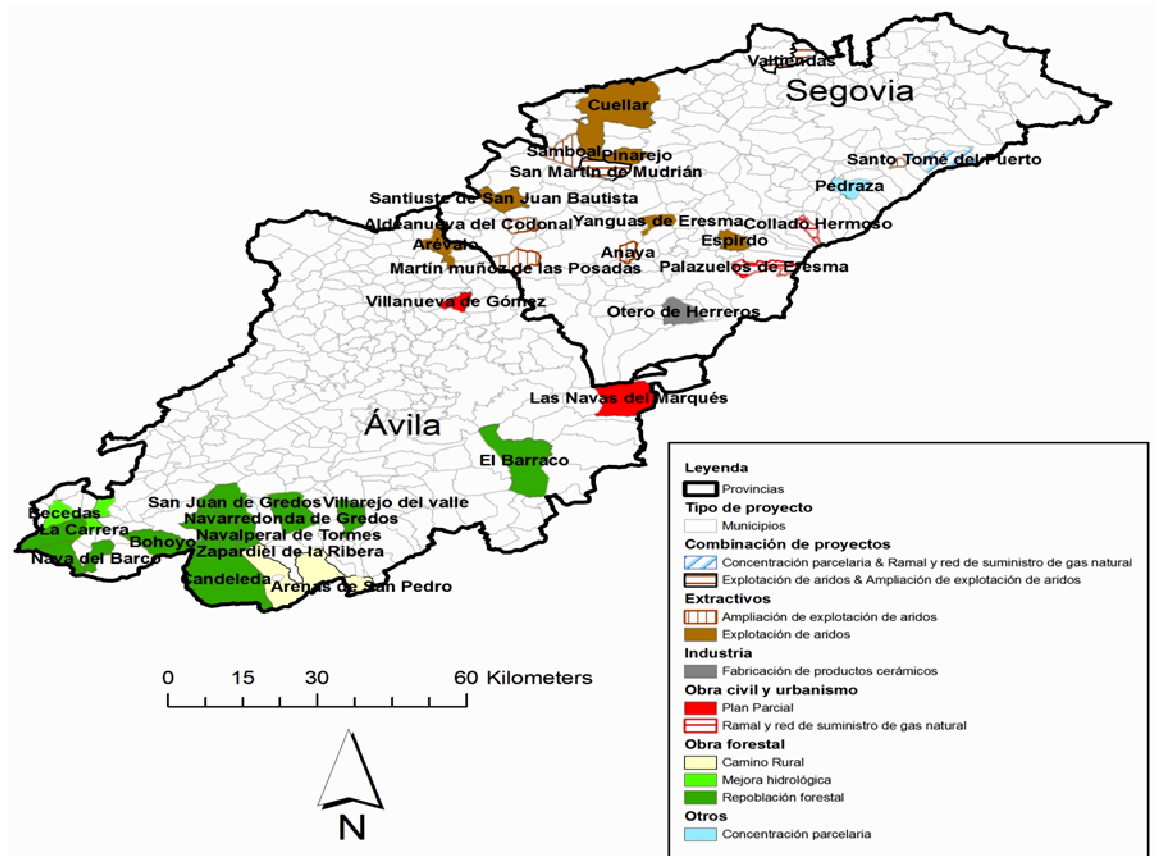 Valtiendas
Segovia
Cuellar
Samboal
Pinarejo
San Martín de Mudrián
Santo Tomé del Puerto
Pedraza
Santiuste de San Juan Bautista
Aldeanueva del Codonal
Yanguas de Eresma
Collado Hermoso
Arévalo
Espirdo
Anaya
Martín muñoz de las Posadas
Palazuelos de Eresma
Villanueva de Gómez
Otero de Herreros
Las Navas del Marqués
Ávila
El Barraco
San Juan de Gredos
Villarejo del valle
Becedas
Navarredonda de Gredos
La Carrera
Navalperal de Tormes
Bohoyo
Zapardiel de la Ribera
Nava del Barco
Candeleda
Arenas de San Pedro
0 15 30 60 Kilometers
N
Leyenda
Provincias
Tipo de proyecto
Municipios
Combinación de proyectos
Concentración parcelaria & Ramal y red de suministro de gas natural
Explotación de aridos & Ampliación de explotación de aridos
Extractivos
Ampliación de explotación de aridos
Explotación de aridos
Industria
Fabricación de productos cerámicos
Obra civil y urbanismo
Plan Parcial
Ramal y red de suministro de gas natural
Obra forestal
Camino Rural
Mejora hidrológica
Repoblación forestal
Otros
Concentración parcelaria